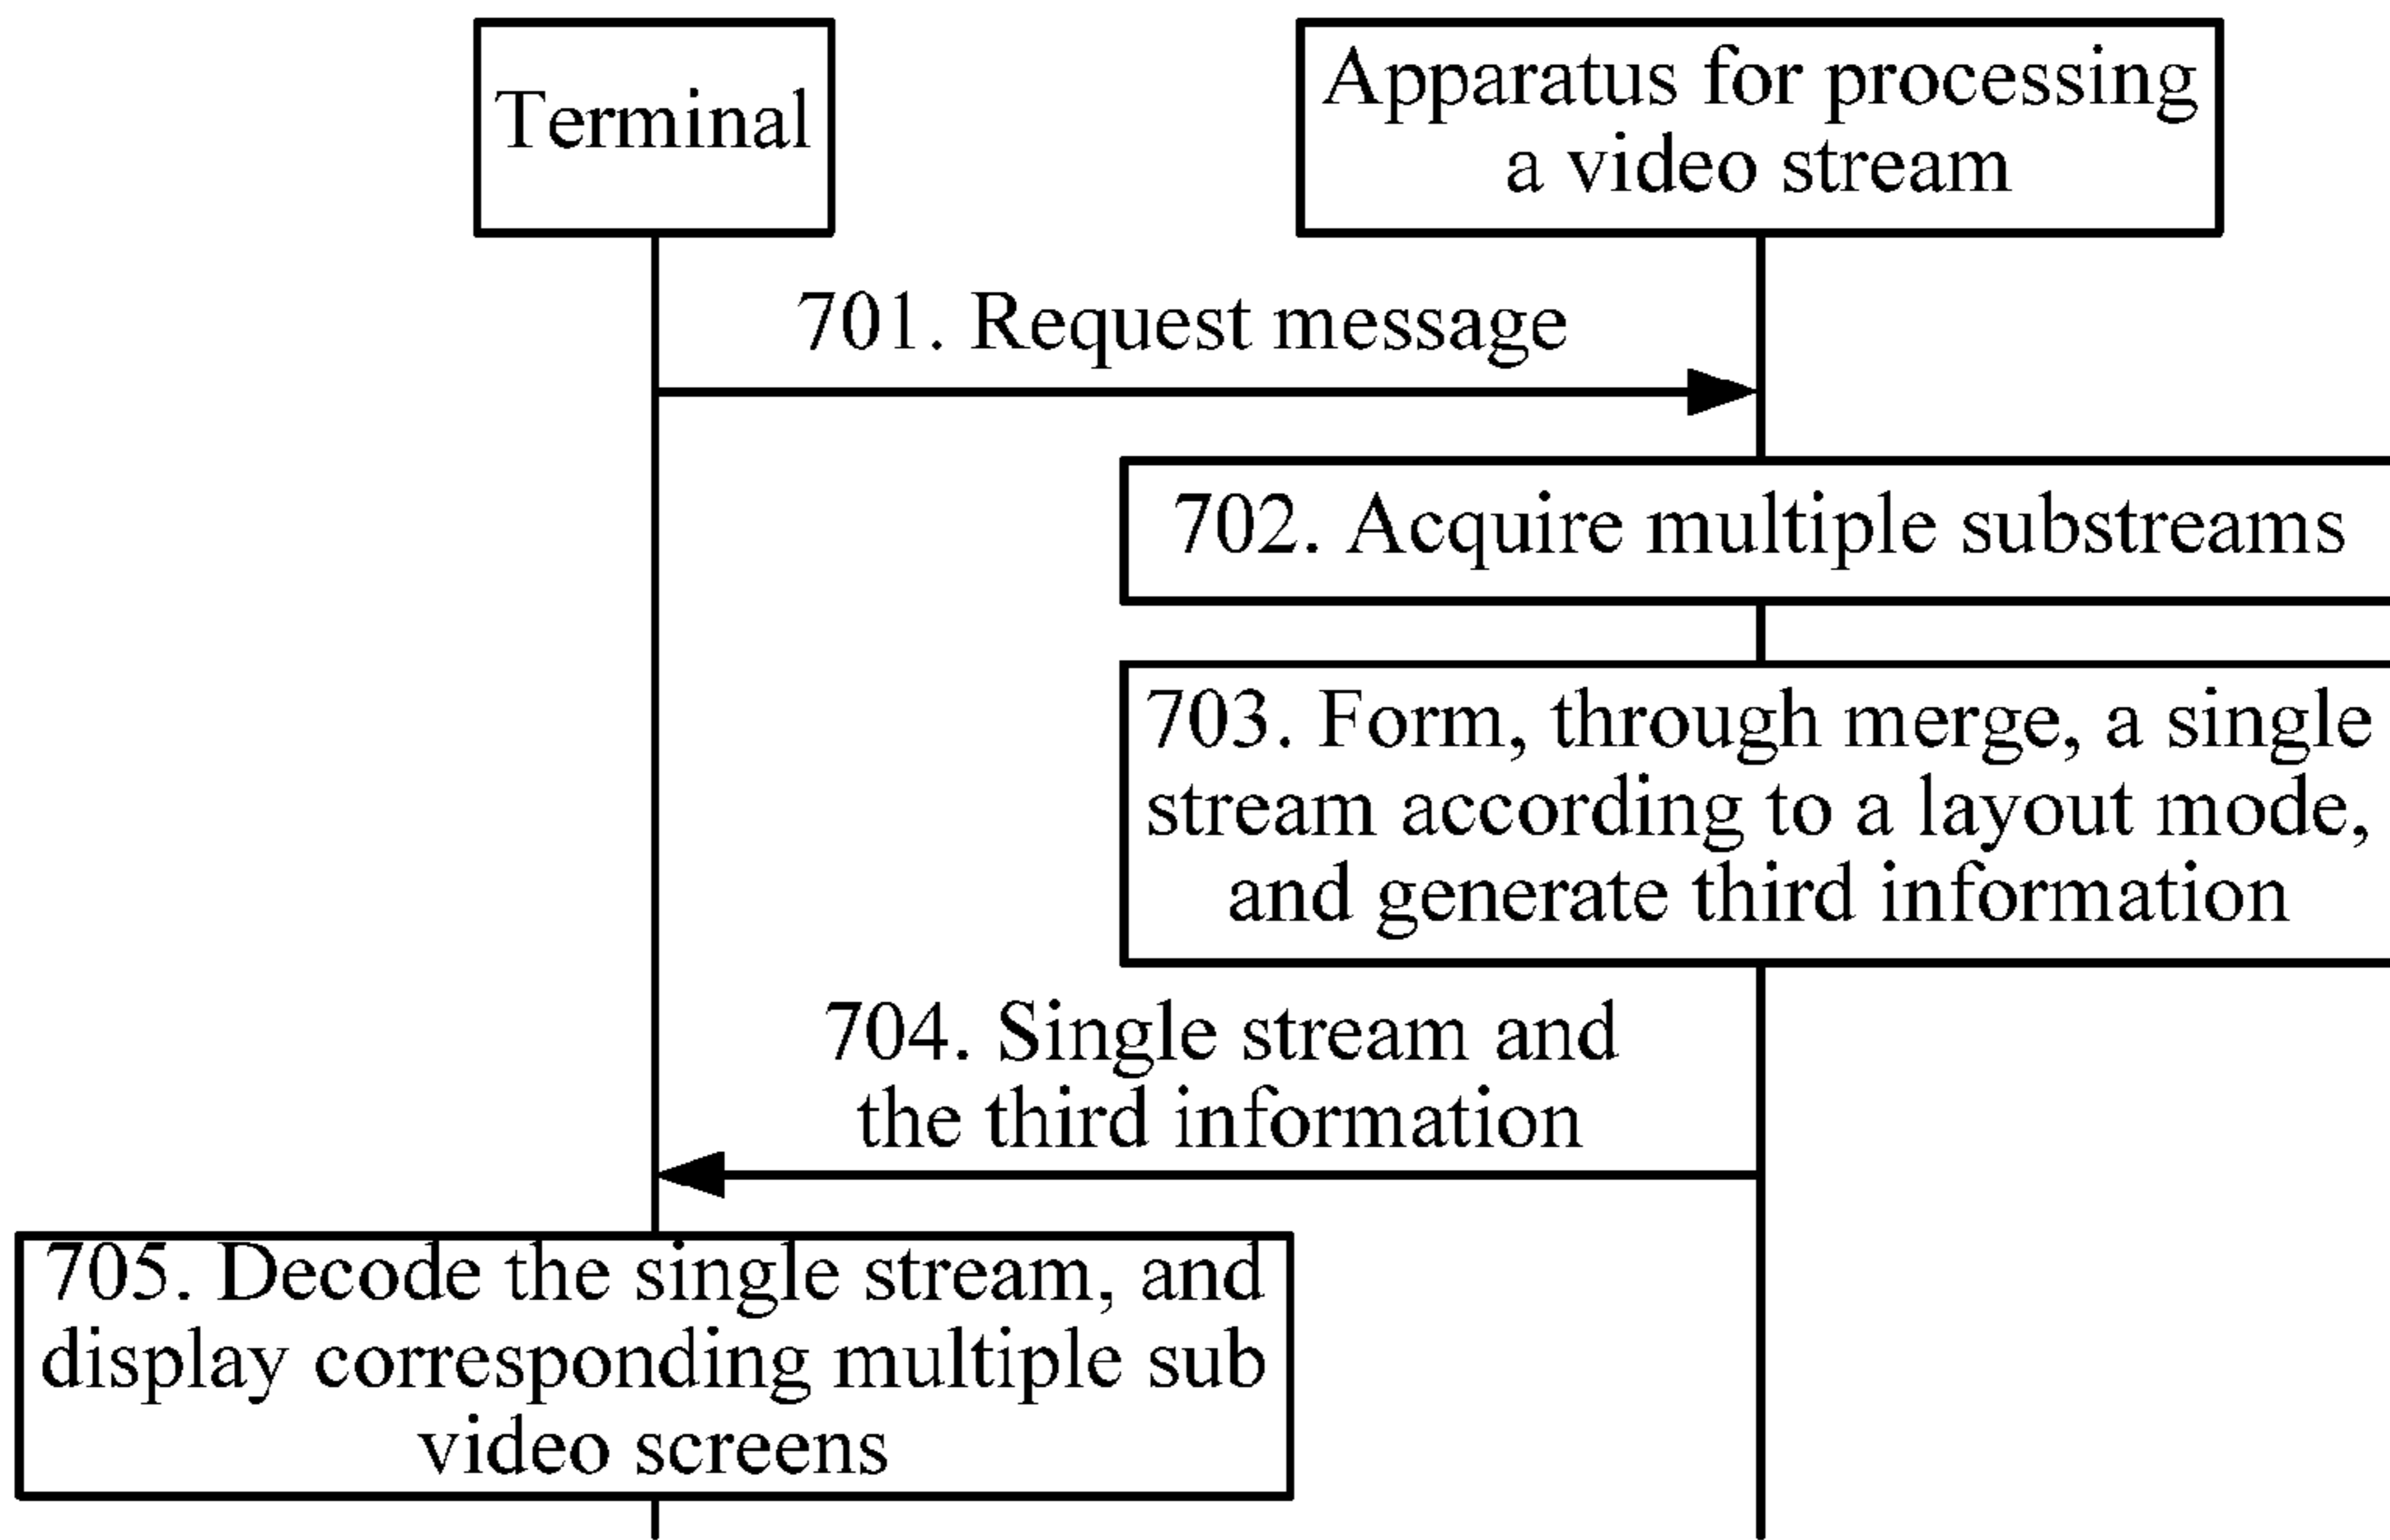 Terminal
Apparatus for processing
a video stream
701. Request message
702. Acquire multiple substreams
703. Form, through merge, a single
stream according to a layout mode,
and generate third information
704. Single stream and
the third information
705. Decode the single stream, and
display corresponding multiple sub
video screens